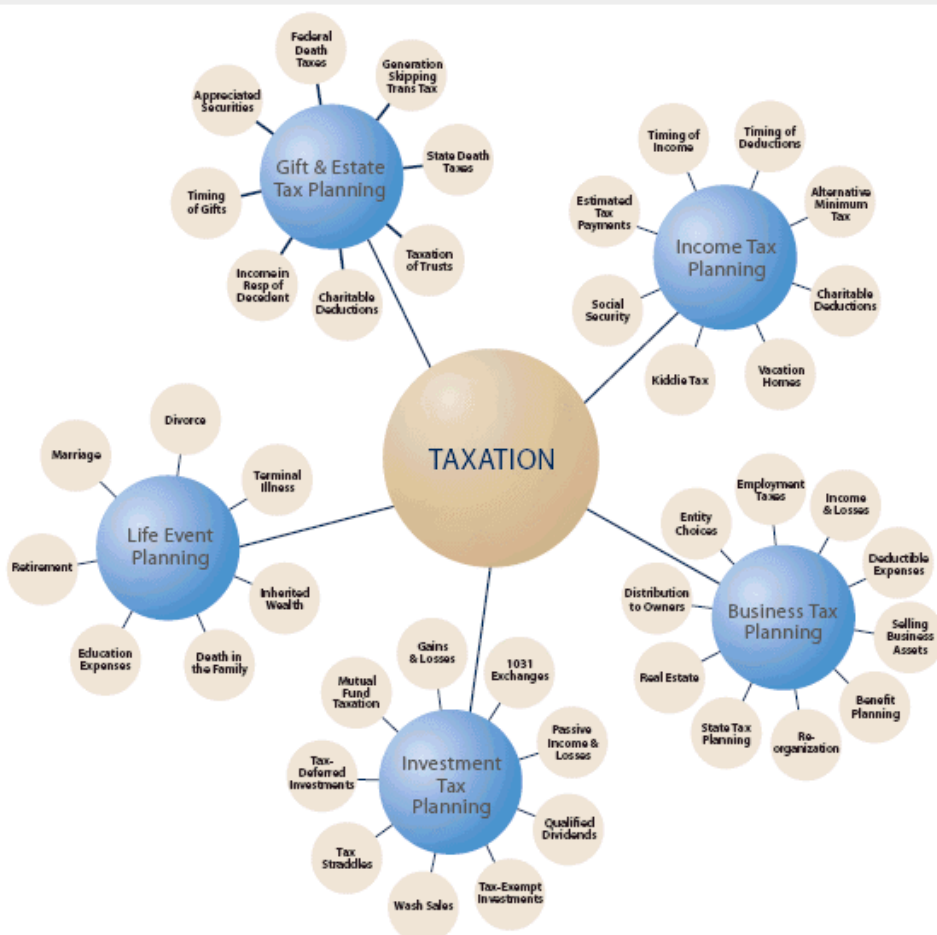 Federal
Death
Taxes
Generation
Skipping
Trans Tax
Appreciated
Securities
State Death
Taxes
Gift & Estate
Tax Planning
Timing
of Gifts
Taxation
of Trusts
Income in
Resp of
Decedent
Charitable
Deductions
Timing of
Income
Timing of
Deductions
Estimated
Tax
Payments
Alternative
Minimum
Tax
Income Tax
Planning
Social
Security
Charitable
Deductions
Kiddie Tax
Vacation
Homes
TAXATION
Divorce
Marriage
Terminal
Illness
Life Event
Planning
Retirement
Inherited
Wealth
Education
Expenses
Death in
the Family
Employment
Taxes
Income
& Losses
Entity
Choices
Deductible
Expenses
Distribution
to Owners
Business Tax
Planning
Selling
Business
Assets
Real Estate
Benefit
Planning
State Tax
Planning
Re-
organization
Gains
& Losses
1031
Exchanges
Mutual
Fund
Taxation
Passive
Income &
Losses
Tax-
Deferred
Investments
Investment
Tax
Planning
Qualified
Dividends
Tax
Straddles
Wash Sales
Tax-Exempt
Investments